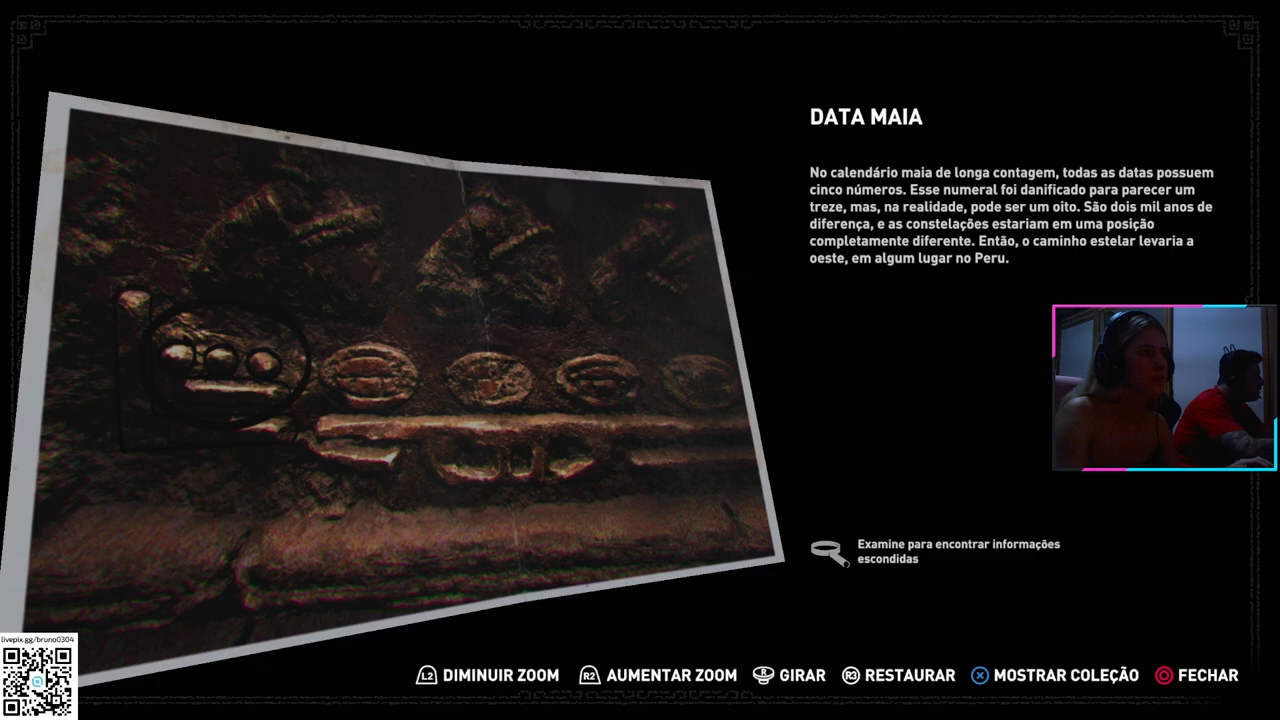 DATA MAIA
No calendário maia de longa contagem, todas as datas possuem
cinco números. Esse numeral foi danificado para parecer um
treze, mas, na realidade, pode ser um oito. São dois mil anos de
diferença, e as constelações estariam em uma posição
completamente diferente. Então, o caminho estelar levaria a
oeste, em algum lugar no Peru.
Examine para encontrar informações
escondidas
livepix.gg/bruno0304
L2 DIMINUIR ZOOM R2 AUMENTAR ZOOM R GIRAR R3 RESTAURAR MOSTRAR COLEÇÃO FECHAR